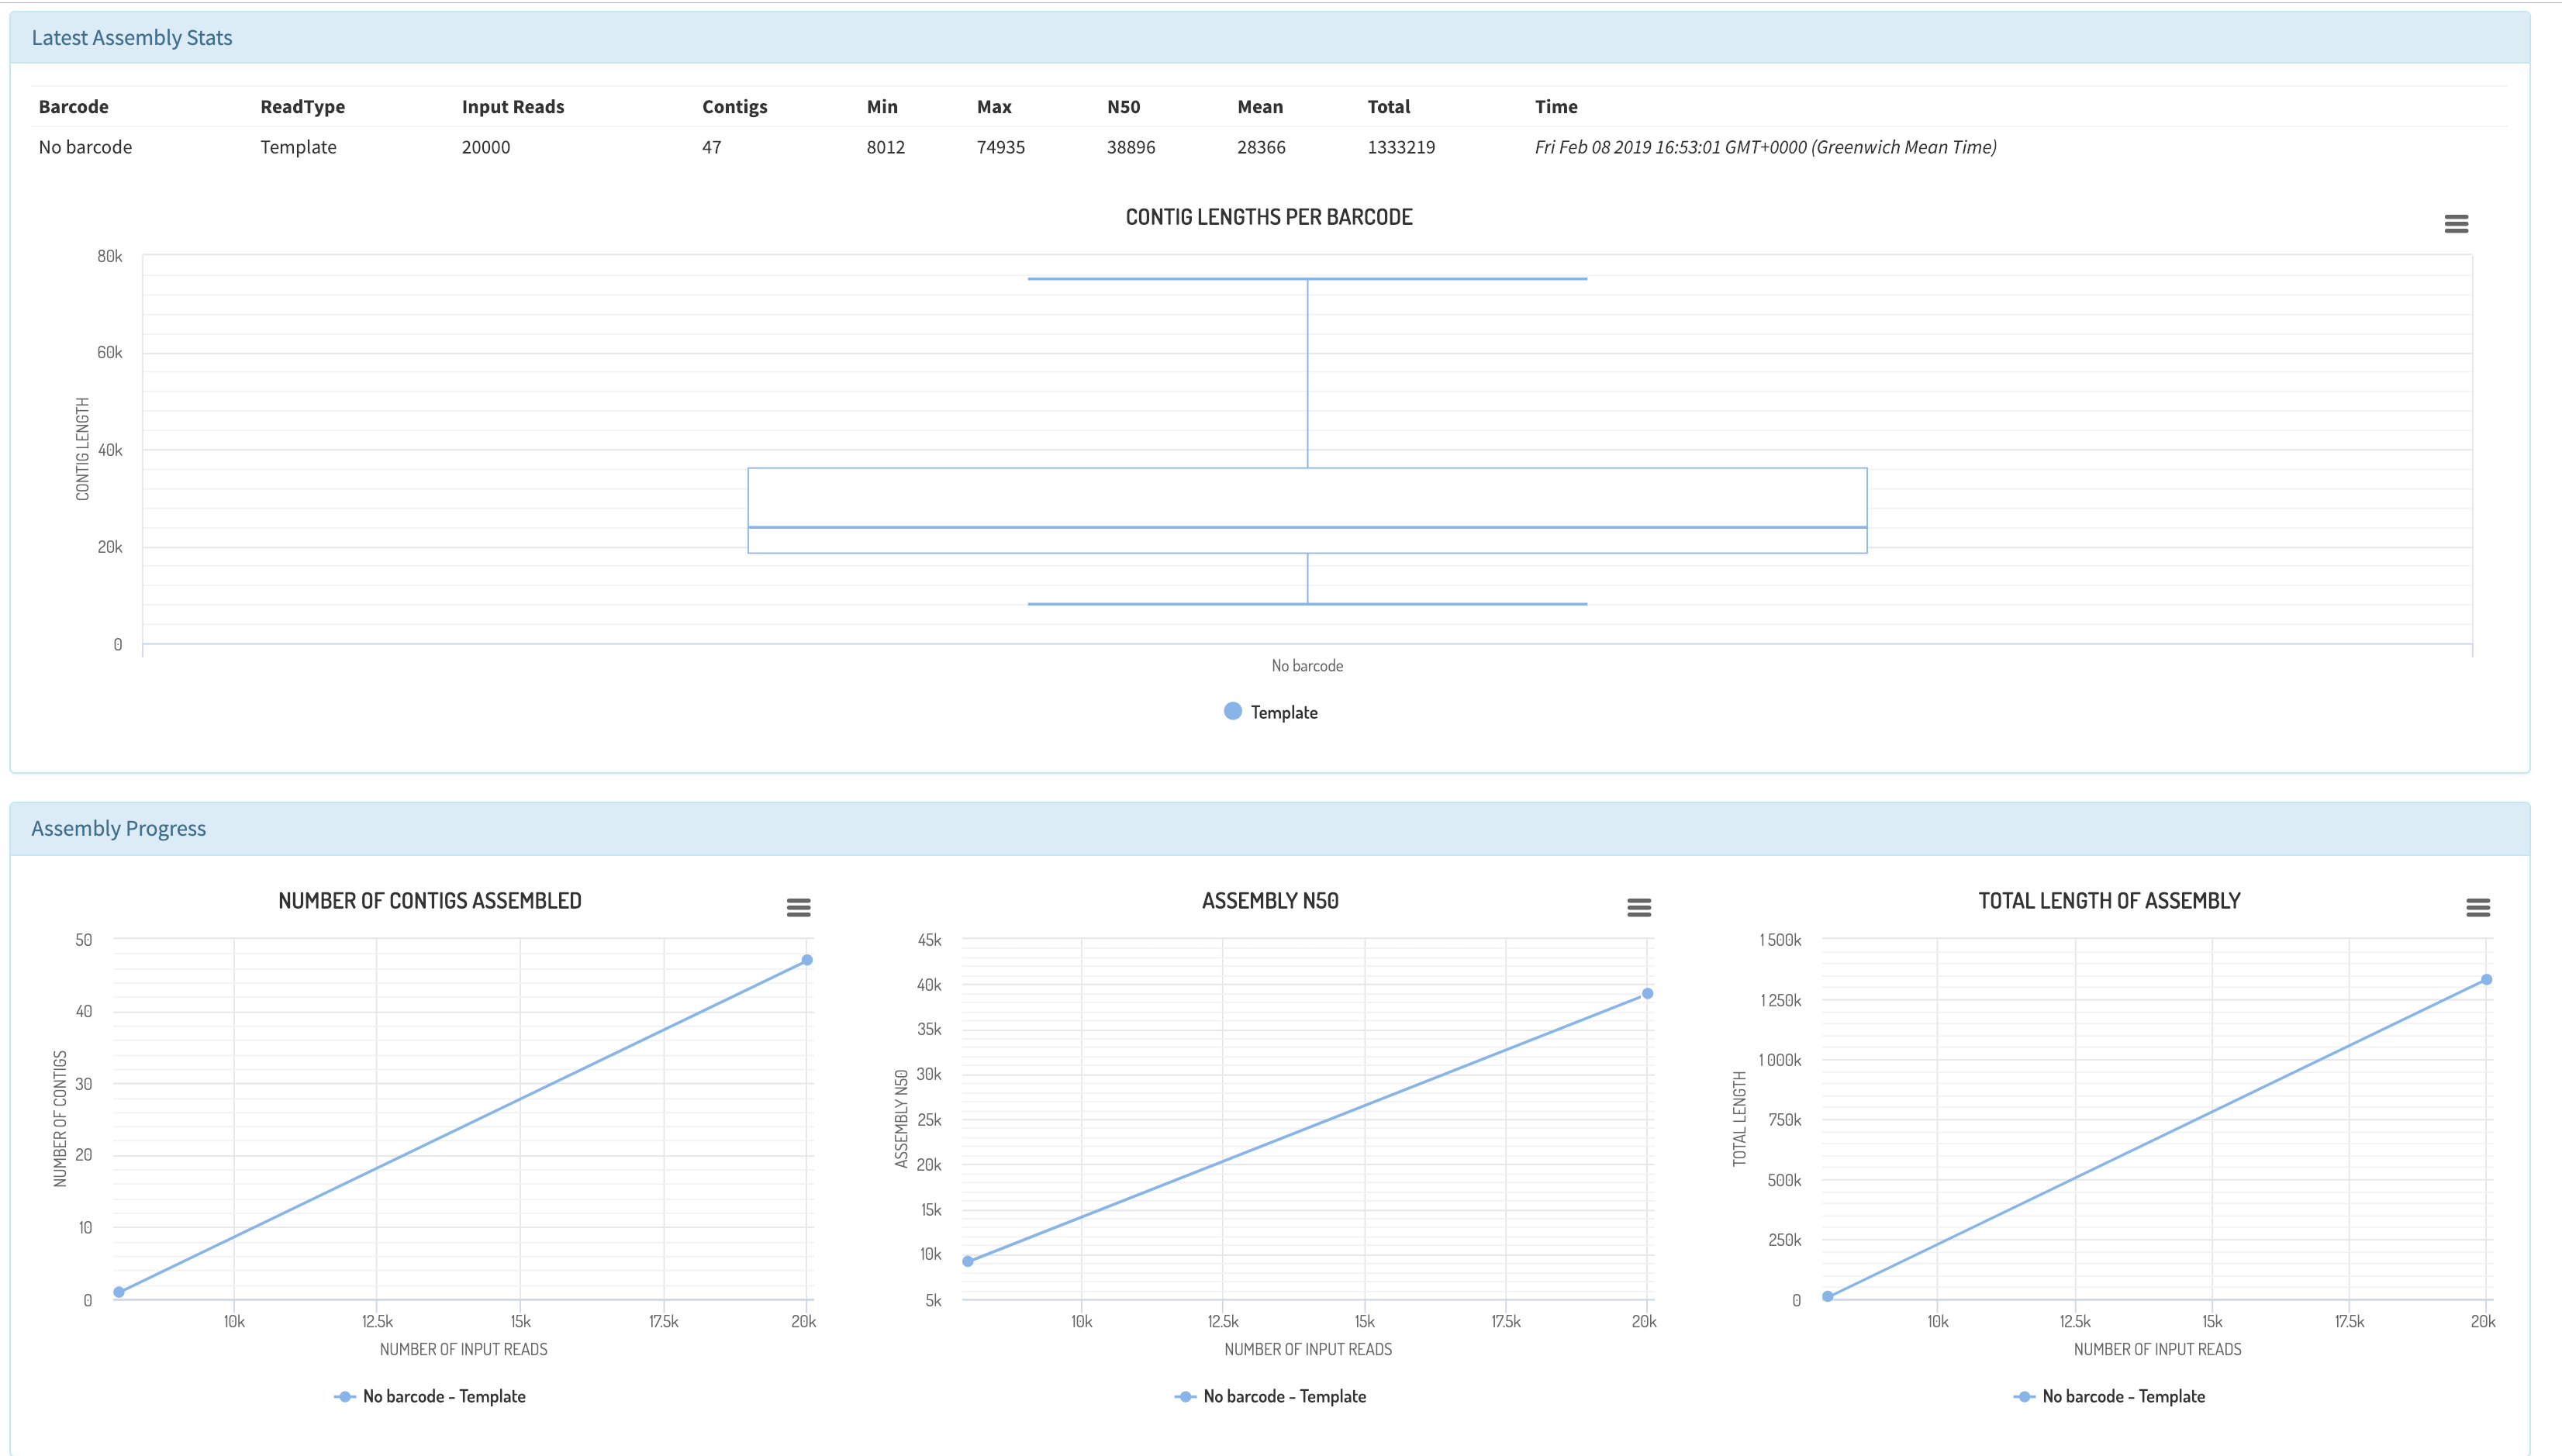 Latest Assembly Stats
Barcode ReadType Input Reads Contigs Min Max N50 Mean Total Time
No barcode Template 20000 47 8012 74935 38896 28366 1333219 Fri Feb 08 2019 16:53:01 GMT+0000 (Greenwich Mean Time)
CONTIG LENGTHS PER BARCODE
CONTIG LENGTH
80k
60k
40k
20k
0
No barcode
Template
Assembly Progress
NUMBER OF CONTIGS ASSEMBLED
NUMBER OF CONTIGS
50
40
30
20
10
0
10k 12.5k 15k 17.5k 20k
NUMBER OF INPUT READS
No barcode - Template
ASSEMBLY N50
ASSEMBLY N50
45k
40k
35k
30k
25k
20k
15k
10k
5k
10k 12.5k 15k 17.5k 20k
NUMBER OF INPUT READS
No barcode - Template
TOTAL LENGTH OF ASSEMBLY
TOTAL LENGTH
1 500k
1 250k
1 000k
750k
500k
250k
0
10k 12.5k 15k 17.5k 20k
NUMBER OF INPUT READS
No barcode - Template